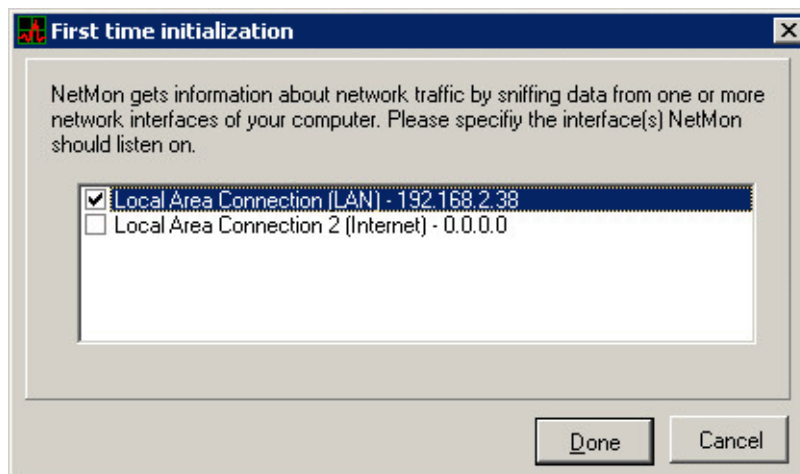 First time initialization
NetMon gets information about network traffic by sniffing data from one or more
network interfaces of your computer. Please specifiy the interface(s) NetMon
should listen on.
Local Area Connection (LAN) - 192.168.2.38
Local Area Connection 2 (Internet) - 0.0.0.0
Done
Cancel